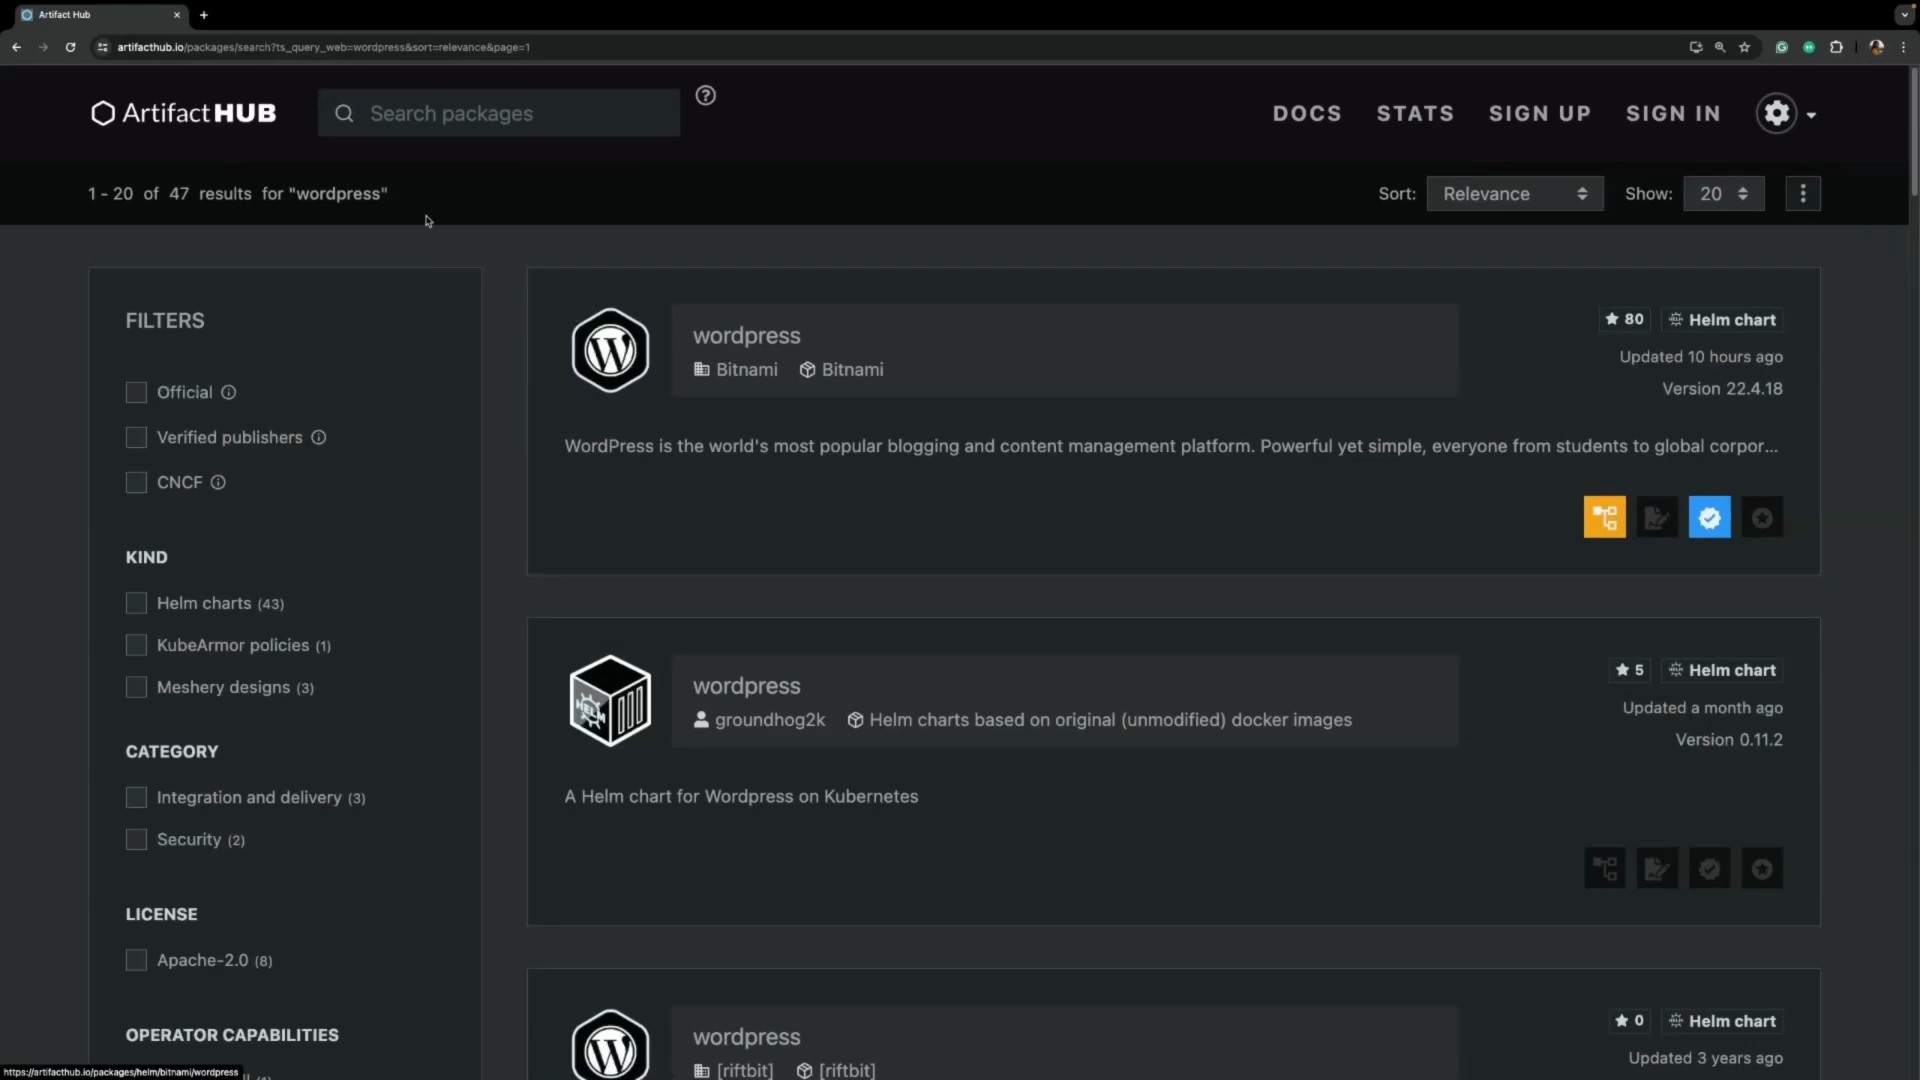 Artifact Hub
artifacthub.io/packages/search?ts_query_web=wordpress&sort=relevance&page=1
ArtifactHUB
Search packages
DOCS
STATS
SIGN UP
SIGN IN
1 - 20 of 47 results for "wordpress"
Sort:
Relevance
Show:
20
FILTERS
Official
Verified publishers
CNCF
KIND
Helm charts (43)
KubeArmor policies (1)
Meshery designs (3)
CATEGORY
Integration and delivery (3)
Security (2)
LICENSE
Apache-2.0 (8)
OPERATOR CAPABILITIES
wordpress
Bitnami Bitnami
80 Helm chart
Updated 10 hours ago
Version 22.4.18
WordPress is the world's most popular blogging and content management platform. Powerful yet simple, everyone from students to global corpor...
wordpress
groundhog2k Helm charts based on original (unmodified) docker images
5 Helm chart
Updated a month ago
Version 0.11.2
A Helm chart for Wordpress on Kubernetes
HELM
wordpress
[riftbit] [riftbit]
0 Helm chart
Updated 3 years ago
https://artifacthub.io/packages/helm/bitnami/wordpress